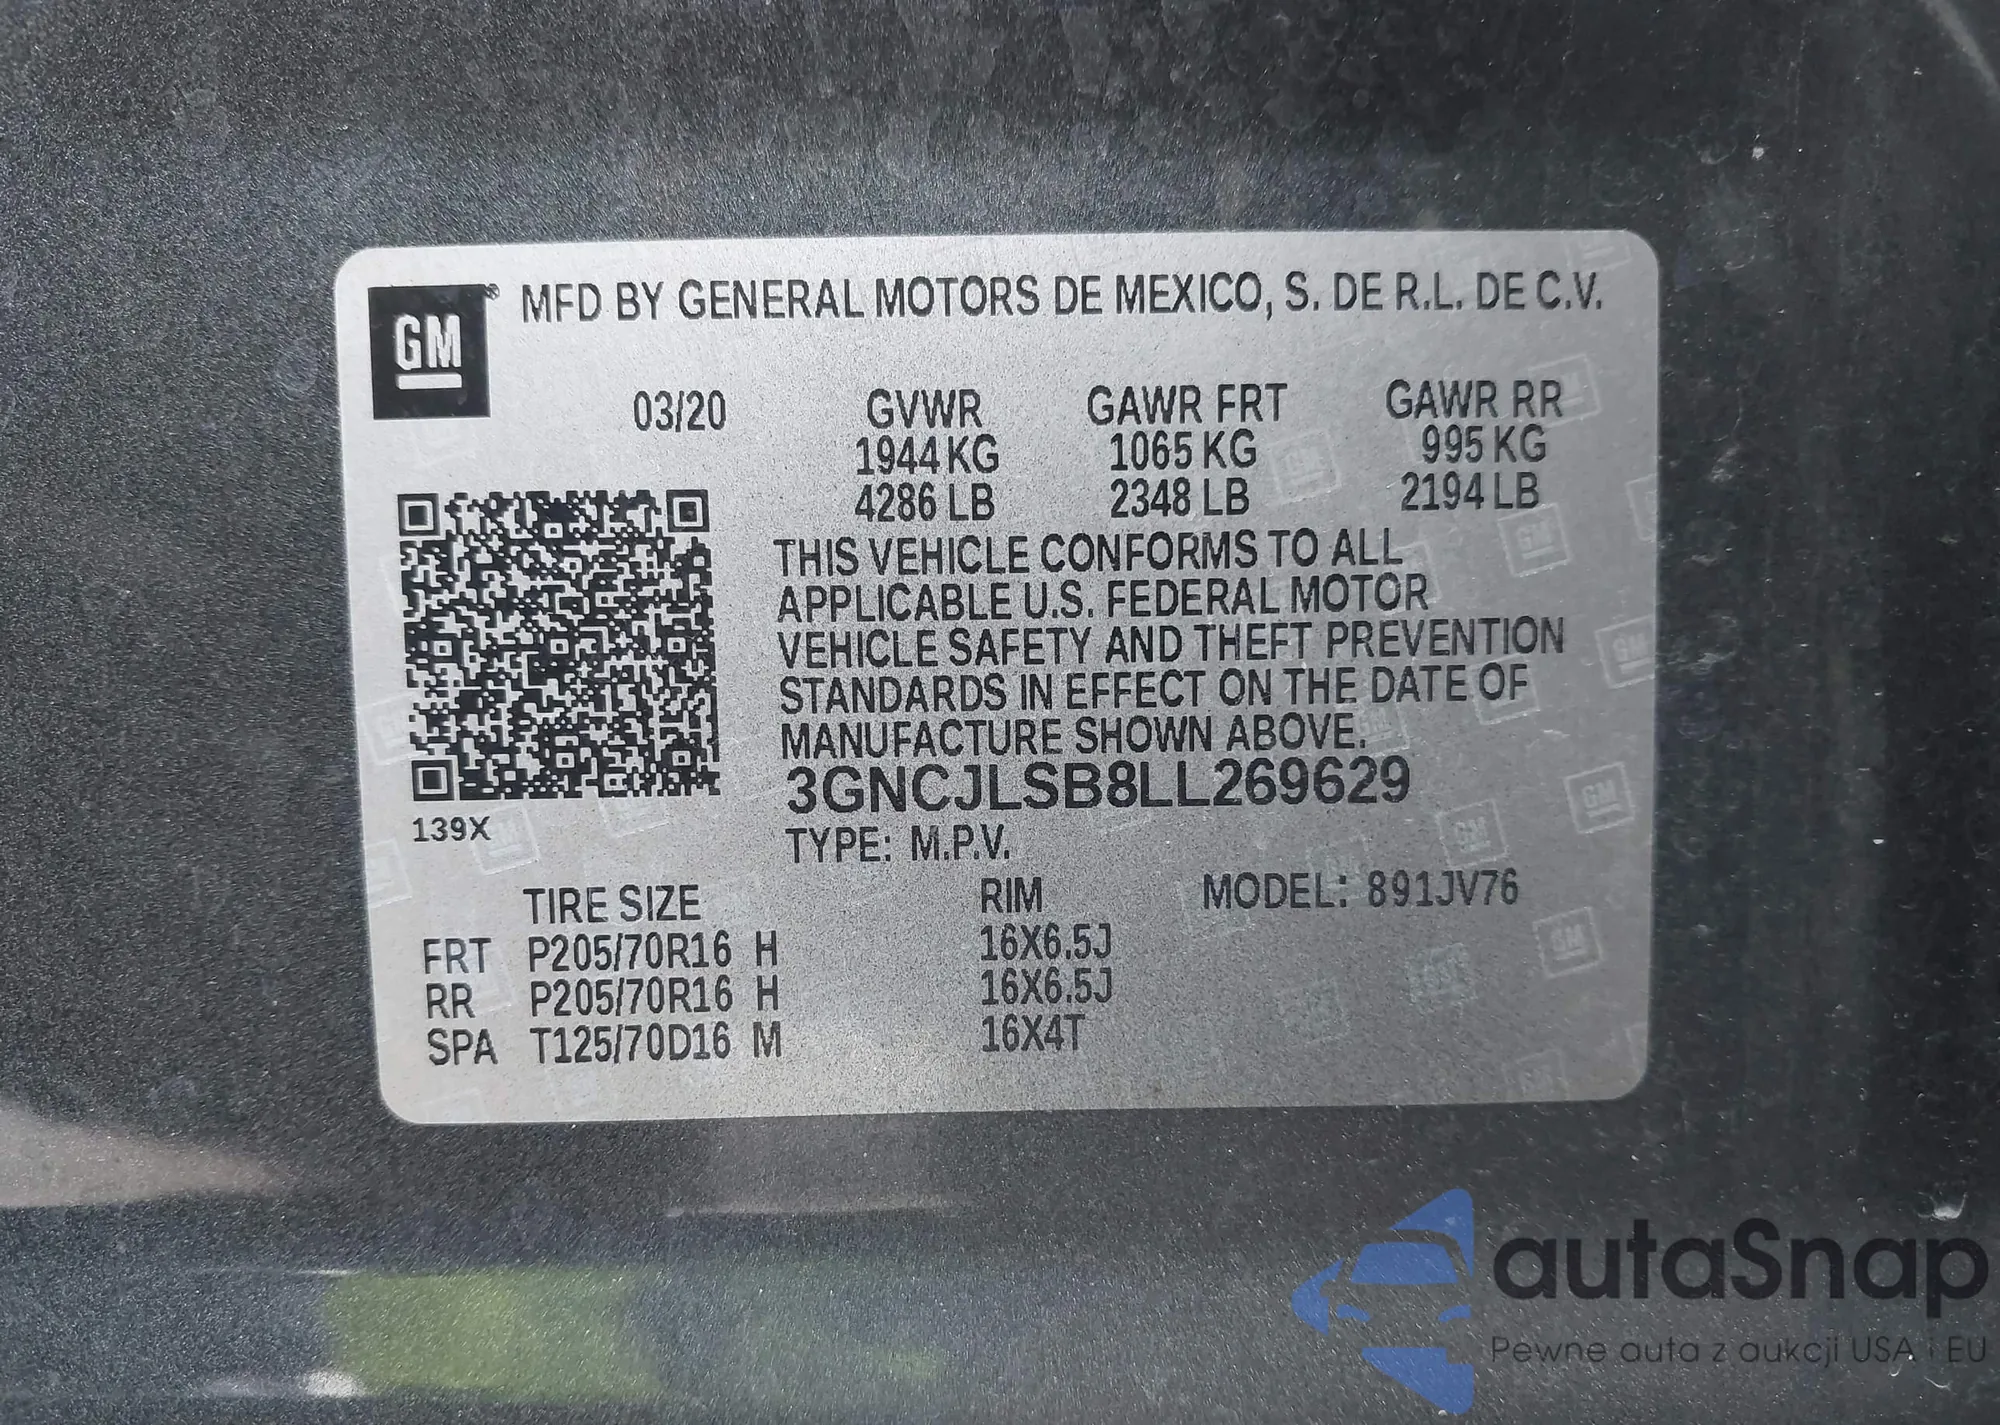 GM® MFD BY GENERAL MOTORS DE MEXICO, S. DE R.L. DE C.V.
03/20 GVWR GAWR FRT GAWR RR
1944 KG 1065 KG 995 KG
4286 LB 2348 LB 2194 LB
THIS VEHICLE CONFORMS TO ALL
APPLICABLE U.S. FEDERAL MOTOR
VEHICLE SAFETY AND THEFT PREVENTION
STANDARDS IN EFFECT ON THE DATE OF
MANUFACTURE SHOWN ABOVE.
3GNCJLSB8LL269629
139X
TYPE: M.P.V.
TIRE SIZE RIM MODEL: 891JV76
FRT P205/70R16 H 16X6.5J
RR P205/70R16 H 16X6.5J
SPA T125/70D16 M 16X4T
autaSnap
Pewne auta z aukcji USA i EU